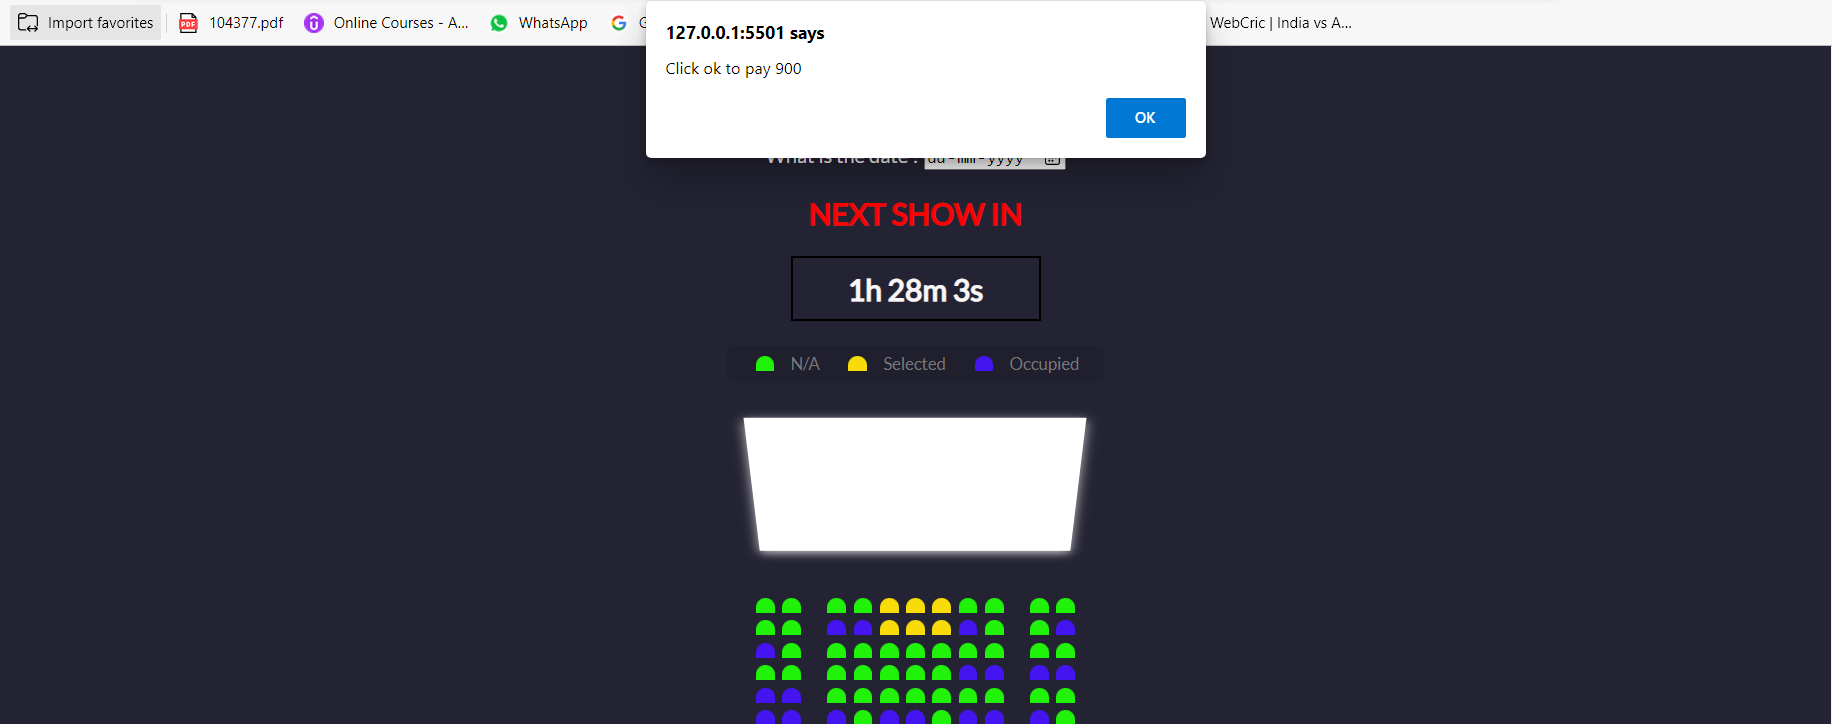 Import favorites 104377.pdf Online Courses - A... WhatsApp WebCric | India vs A...
127.0.0.1:5501 says
Click ok to pay 900
OK
What is the date : dd-mm-yyyy
NEXT SHOW IN
1h 28m 3s
N/A Selected Occupied